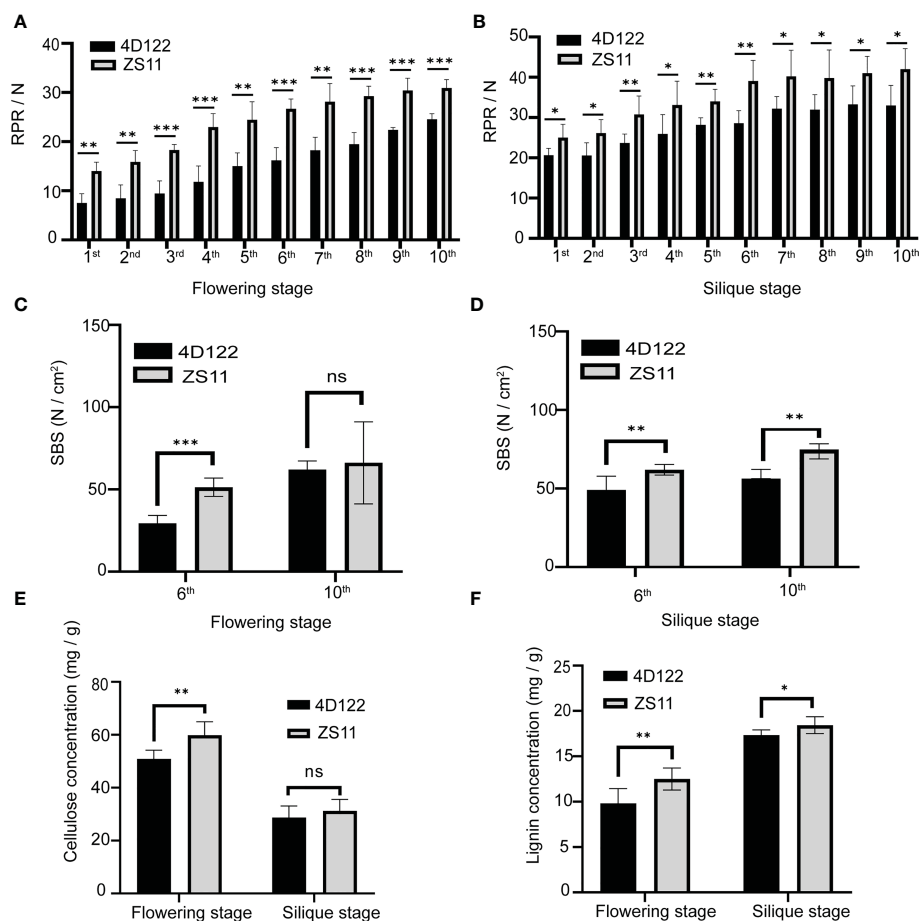 A
4D122
ZS11
RPR / N
40
30
20
10
0
** ** *** *** ** *** ** *** *** ***
1st 2nd 3rd 4th 5th 6th 7th 8th 9th 10th
Flowering stage
B
4D122
ZS11
RPR / N
50
40
30
20
10
0
* * ** * ** ** * * * *
1st 2nd 3rd 4th 5th 6th 7th 8th 9th 10th
Silique stage
C
4D122
ZS11
SBS (N / cm²)
150
100
50
0
*** ns
6th 10th
Flowering stage
D
4D122
ZS11
SBS (N / cm²)
150
100
50
0
** **
6th 10th
Silique stage
E
4D122
ZS11
Cellulose concentration (mg / g)
80
60
40
20
0
** ns
Flowering stage Silique stage
F
4D122
ZS11
Lignin concentration (mg / g)
25
20
15
10
5
0
** *
Flowering stage Silique stage